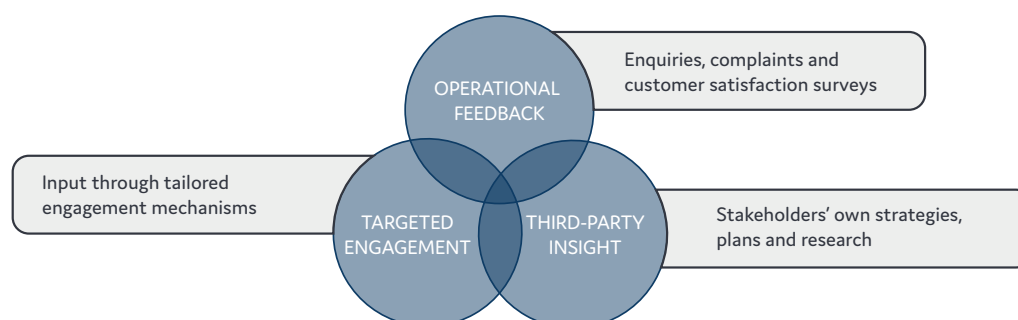 Enquiries, complaints and
customer satisfaction surveys
OPERATIONAL
FEEDBACK
Input through tailored
engagement mechanisms
TARGETED
ENGAGEMENT
THIRD-PARTY
INSIGHT
Stakeholders’ own strategies,
plans and research